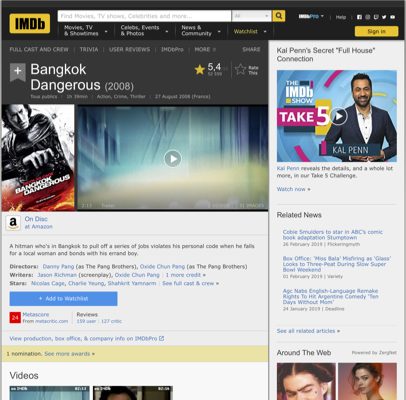 IMDb
Find Movies, TV shows, Celebrities and more...
All
IMDbPro
Help
Movies, TV & Showtimes
Celebs, Events & Photos
News & Community
Watchlist
Sign in
FULL CAST AND CREW | TRIVIA | USER REVIEWS | IMDbPro | MORE
SHARE
Bangkok
Dangerous (2008)
5,4
Rate This
Tous publics | 1h 39min | Action, Crime, Thriller | 27 August 2008 (France)
BANGKOK
DANGEROUS
On Disc
at Amazon
A hitman who's in Bangkok to pull off a series of jobs violates his personal code when he falls
for a local woman and bonds with his errand boy.
Directors: Danny Pang (as The Pang Brothers), Oxide Chun Pang (as The Pang Brothers)
Writers: Jason Richman (screenplay), Oxide Chun Pang | 1 more credit »
Stars: Nicolas Cage, Charlie Yeung, Shahkrit Yamnarm | See full cast & crew »
+ Add to Watchlist
24
Metascore
From metacritic.com
Reviews
159 user | 127 critic
View production, box office, & company info on IMDbPro
1 nomination. See more awards »
Videos
Kal Penn's Secret "Full House"
Connection
THE
IMDb
SHOW
TAKE 5
KAL PENN
Kal Penn reveals the details, and a whole lot
more, in our Take 5 Challenge.
Watch now »
Related News
Cobie Smulders to star in ABC's comic
book adaptation Stumptown
26 February 2019 | Flickeringmyth
Box Office: 'Miss Bala' Misfiring as 'Glass'
Looks to Three-Peat During Slow Super
Bowl Weekend
01 February 2019 | Variety
Agc Nabs English-Language Remake
Rights To Hit Argentine Comedy 'Ten
Days Without Mum'
24 January 2019 | Deadline
See all related articles »
Around The Web
Powered by ZergNet